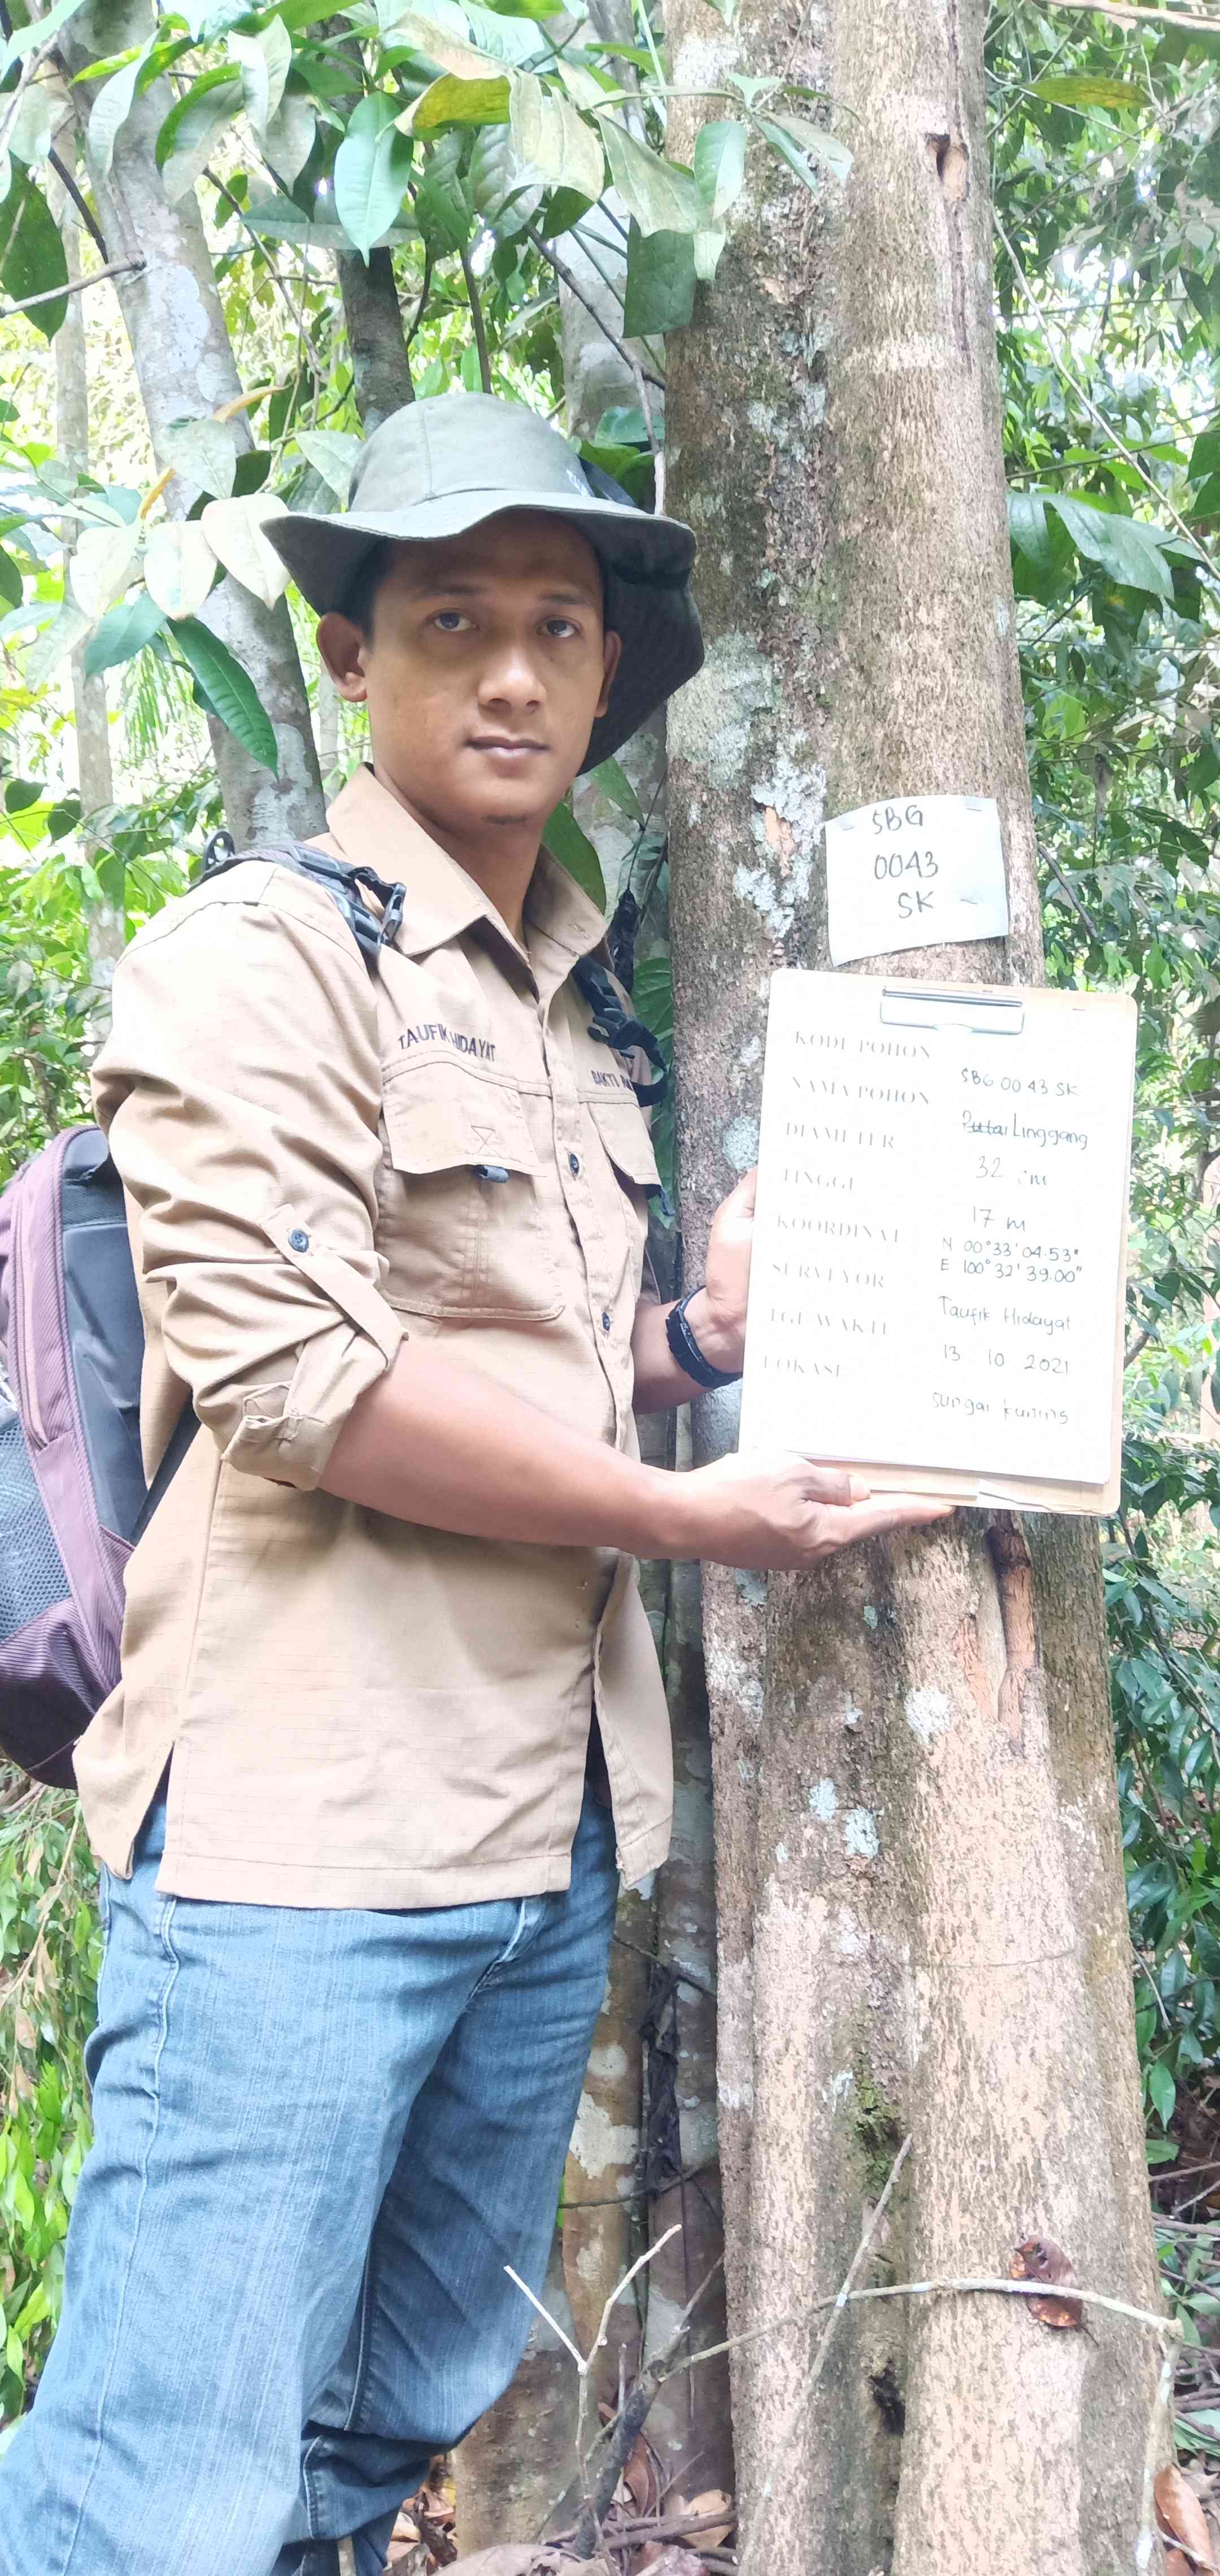 SBG
0043
SK
TAUFIK HIDAYAT
BAKTI
KODE POHON SBG 0043 SK
NAMA POHON Linggang
DIAMETER 32 cm
TINGGI 17 m
KOORDINAT N 00°33'04.53"
E 100°32'39.00"
SURVEYOR Taufik Hidayat
TGL/WAKTU 13 10 2021
LOKASI Sungai Kuning